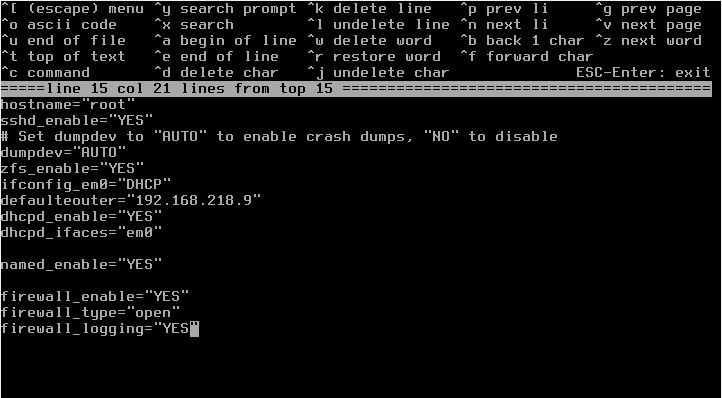 ^[ (escape) menu ^y search prompt ^k delete line ^p prev li ^g prev page
^o ascii code ^x search ^l undelete line ^n next li ^v next page
^u end of file ^a begin of line ^w delete word ^b back 1 char ^z next word
^t top of text ^e end of line ^r restore word ^f forward char
^c command ^d delete char ^j undelete char ESC-Enter: exit
=====line 15 col 21 lines from top 15 ==========================================
hostname="root"
sshd_enable="YES"
# Set dumpdev to "AUTO" to enable crash dumps, "NO" to disable
dumpdev="AUTO"
zfs_enable="YES"
ifconfig_em0="DHCP"
defaulteouter="192.168.218.9"
dhcpd_enable="YES"
dhcpd_ifaces="em0"
named_enable="YES"
firewall_enable="YES"
firewall_type="open"
firewall_logging="YES"